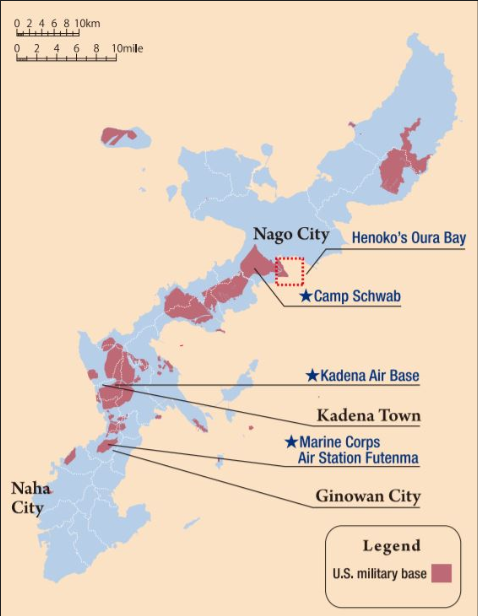 0 2 4 6 8 10km
0 2 4 6 8 10mile
Nago City
Henoko's Oura Bay
★Camp Schwab
★Kadena Air Base
Kadena Town
★Marine Corps
Air Station Futenma
Naha
City
Ginowan City
Legend
U.S. military base